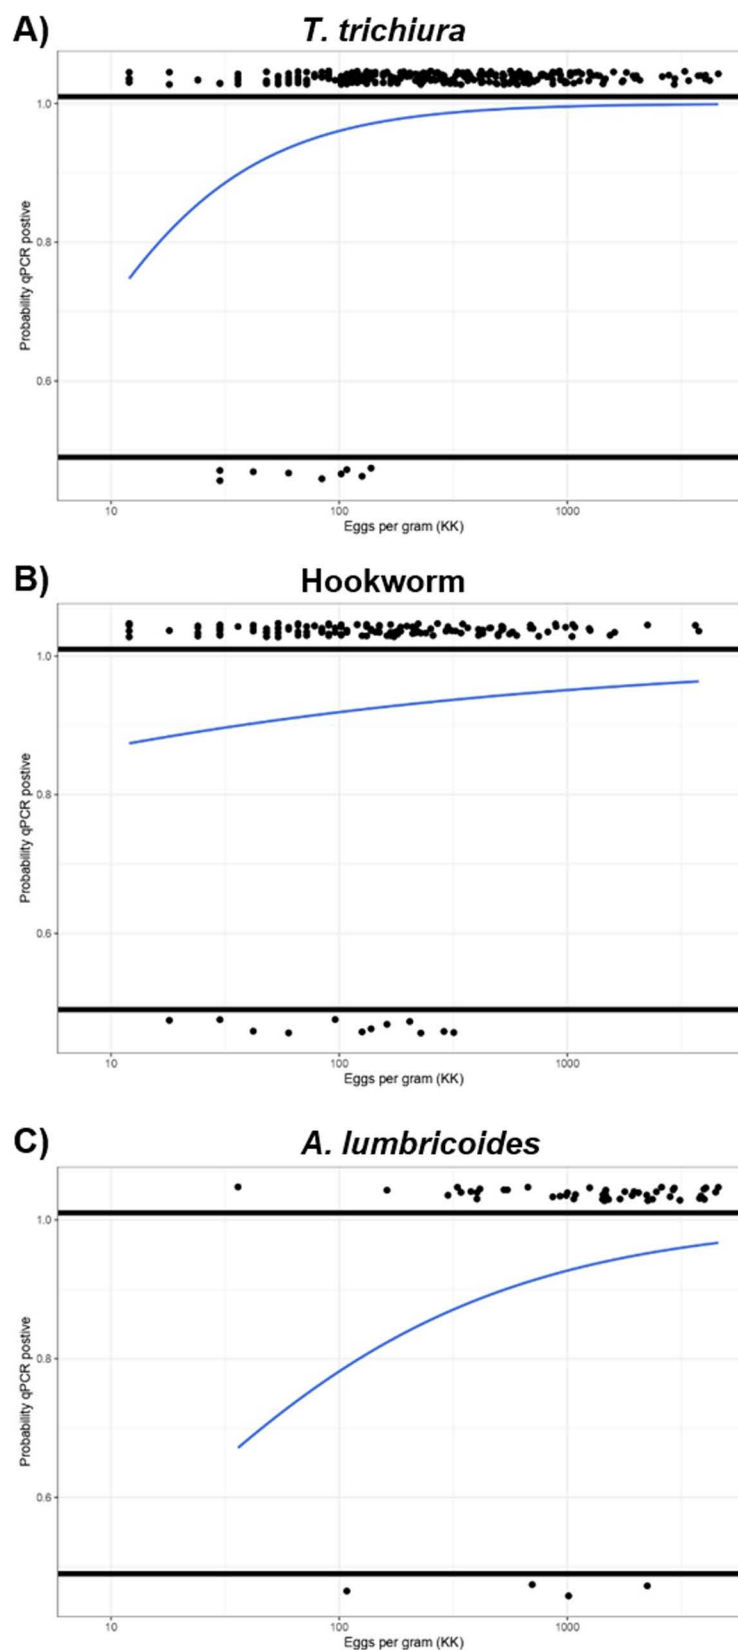 A)
T. trichiura
1.0
0.8
0.6
Probability qPCR postive
10 100 1000
Eggs per gram (KK)
B)
Hookworm
1.0
0.8
0.6
Probability qPCR postive
10 100 1000
Eggs per gram (KK)
C)
A. lumbricoides
1.0
0.8
0.6
Probability qPCR postive
10 100 1000
Eggs per gram (KK)